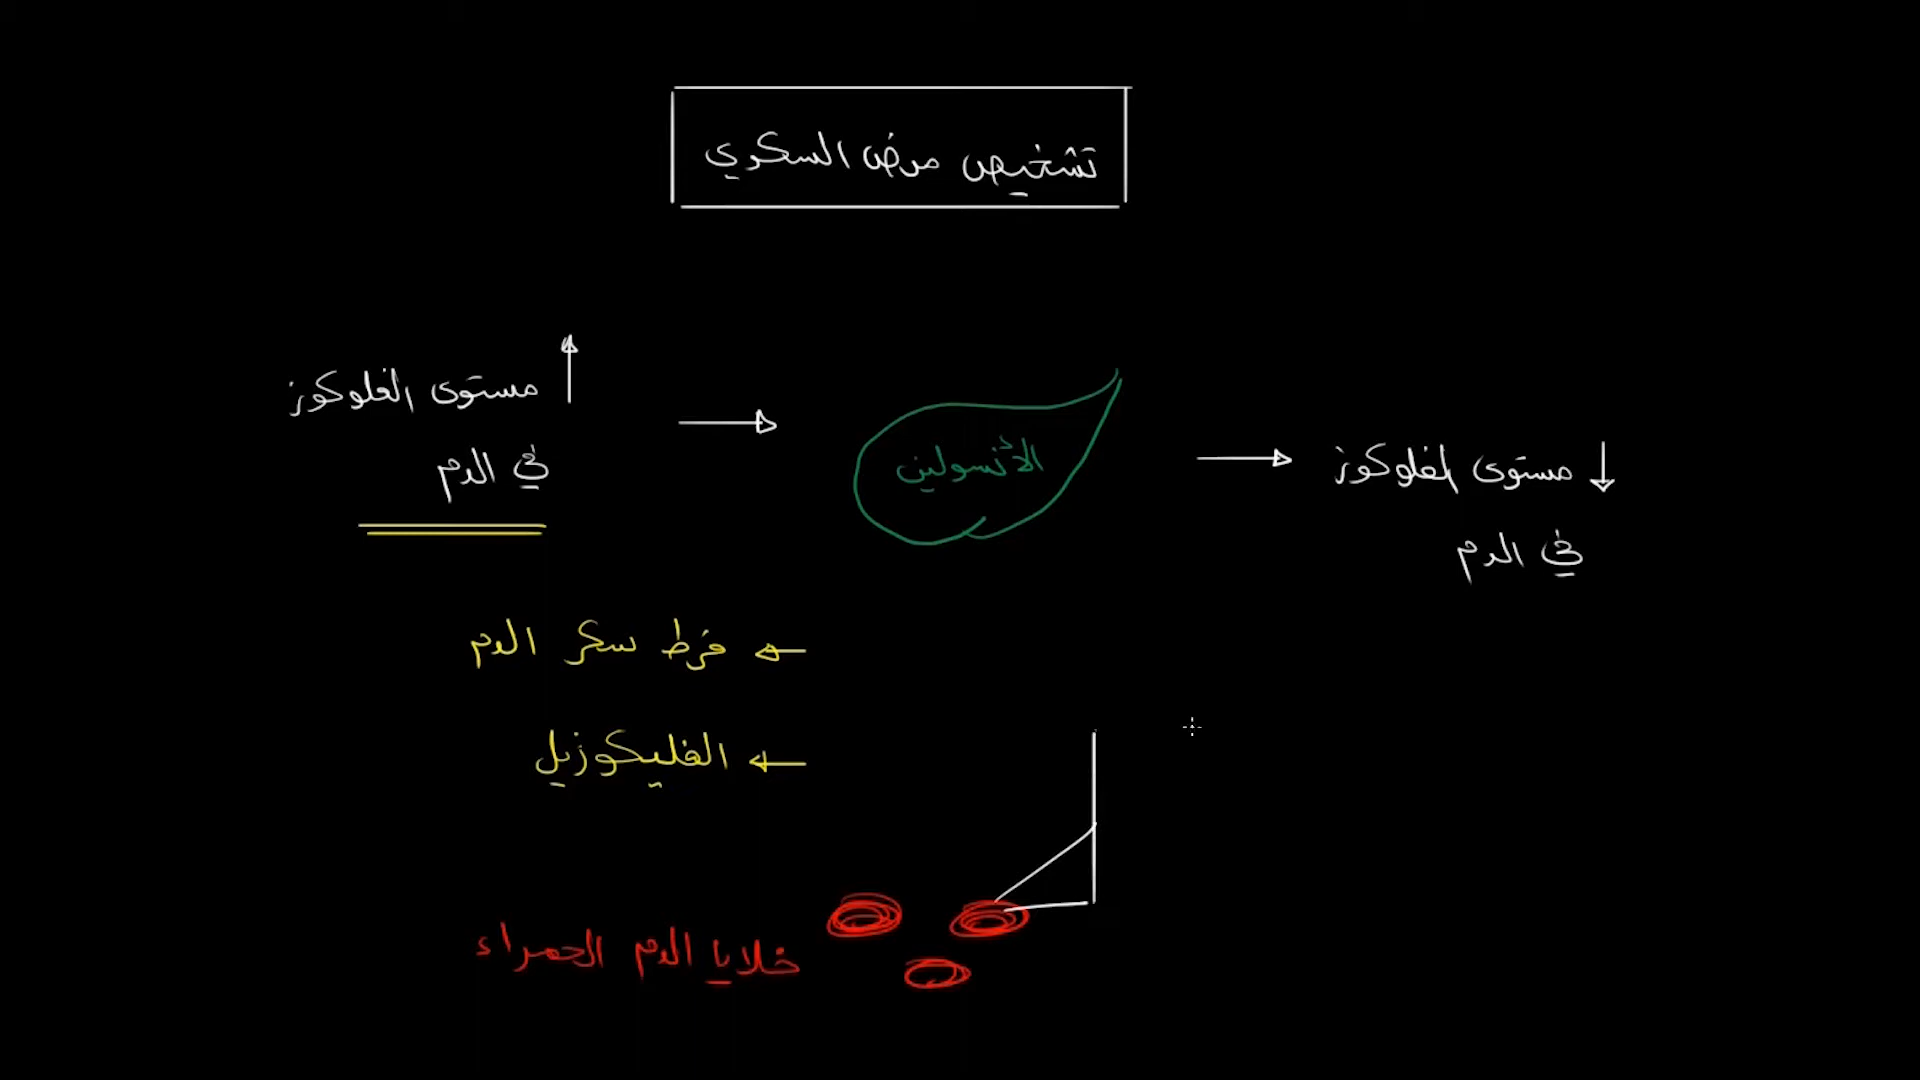 تشخيص مرض السكري
مستوى الغلوكوز
في الدم
الأنسولين
مستوى الغلوكوز
في الدم
فرط سكر الدم
الغليكوزيل
خلايا الدم الحمراء